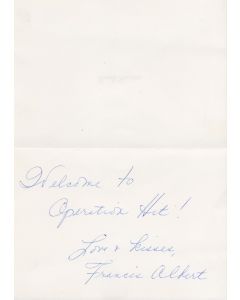 Welcome to
Operation Hit!
Love & kisses,
Francis Albert